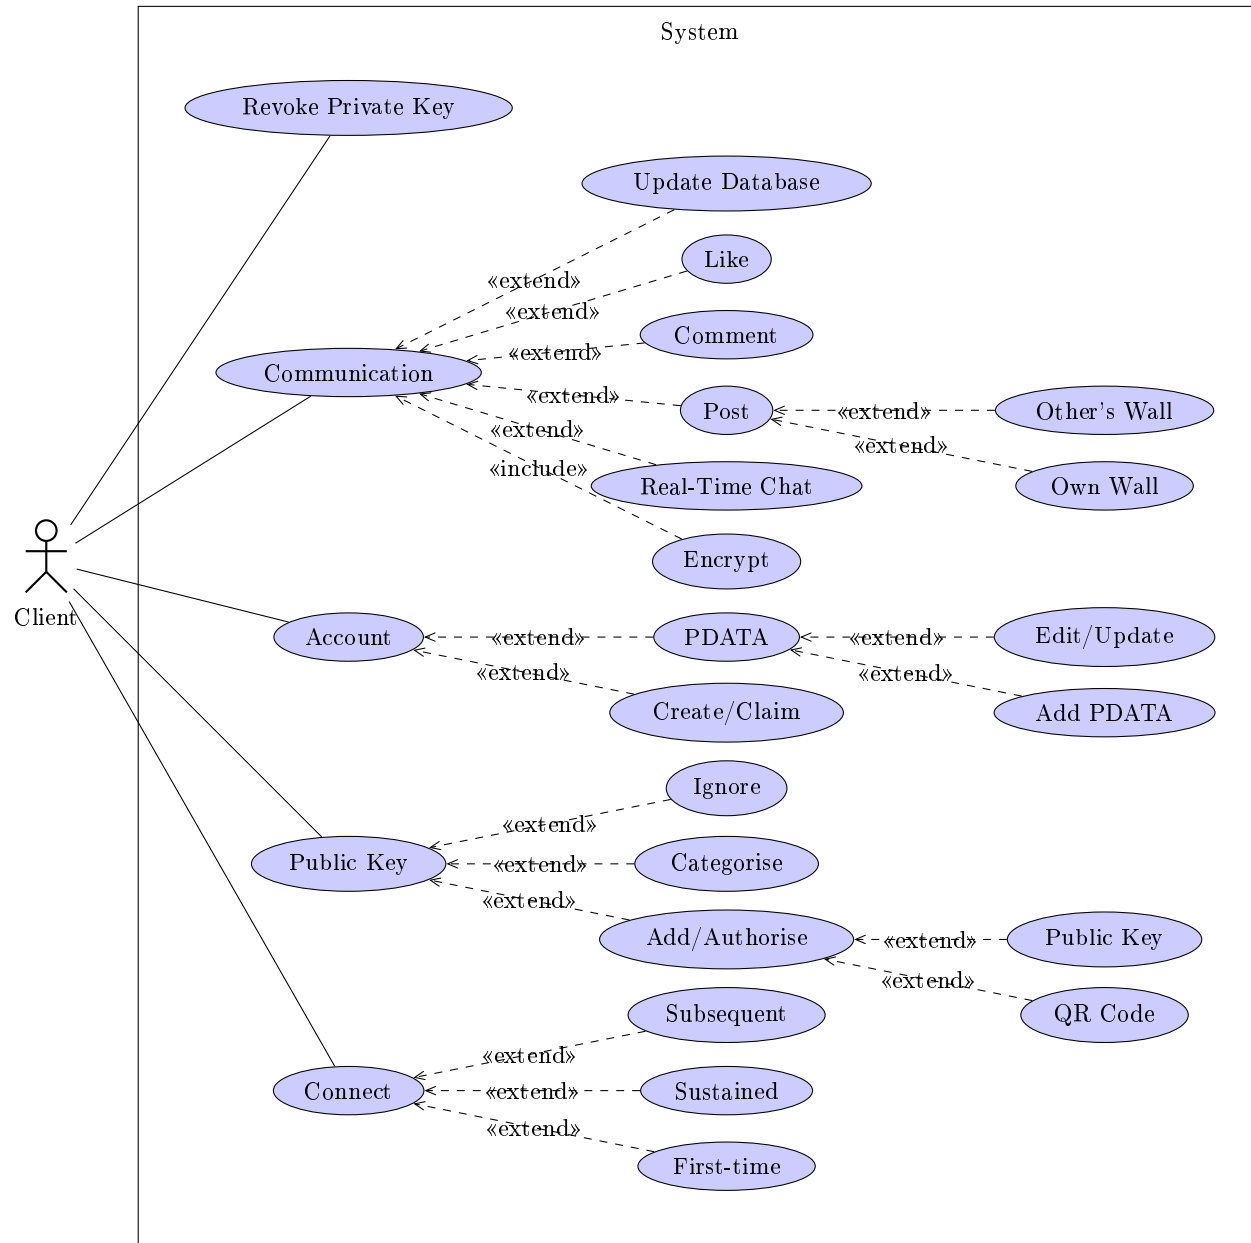 System
Revoke Private Key
Update Database
«extend»
Like
«extend»
Comment
«extend»
Communication
«extend»
Post
«extend»
Other's Wall
«extend»
«extend»
Own Wall
«include»
Real-Time Chat
Encrypt
Client
Account
«extend»
PDATA
«extend»
Edit/Update
«extend»
Create/Claim
«extend»
Add PDATA
Ignore
«extend»
Public Key
«extend»
Categorise
«extend»
Add/Authorise
«extend»
Public Key
«extend»
QR Code
Subsequent
«extend»
Connect
«extend»
Sustained
«extend»
First-time